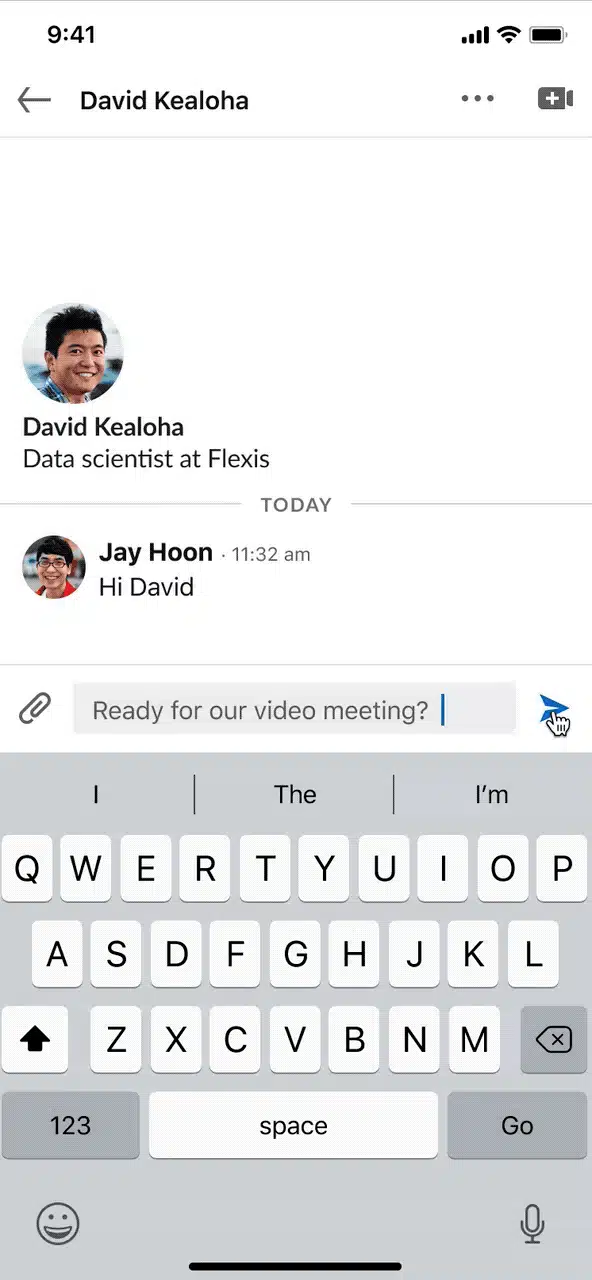 9:41
David Kealoha
David Kealoha
Data scientist at Flexis
TODAY
Jay Hoon · 11:32 am
Hi David
Ready for our video meeting?
I The I’m
Q W E R T Y U I O P
A S D F G H J K L
Z X C V B N M
123 space Go